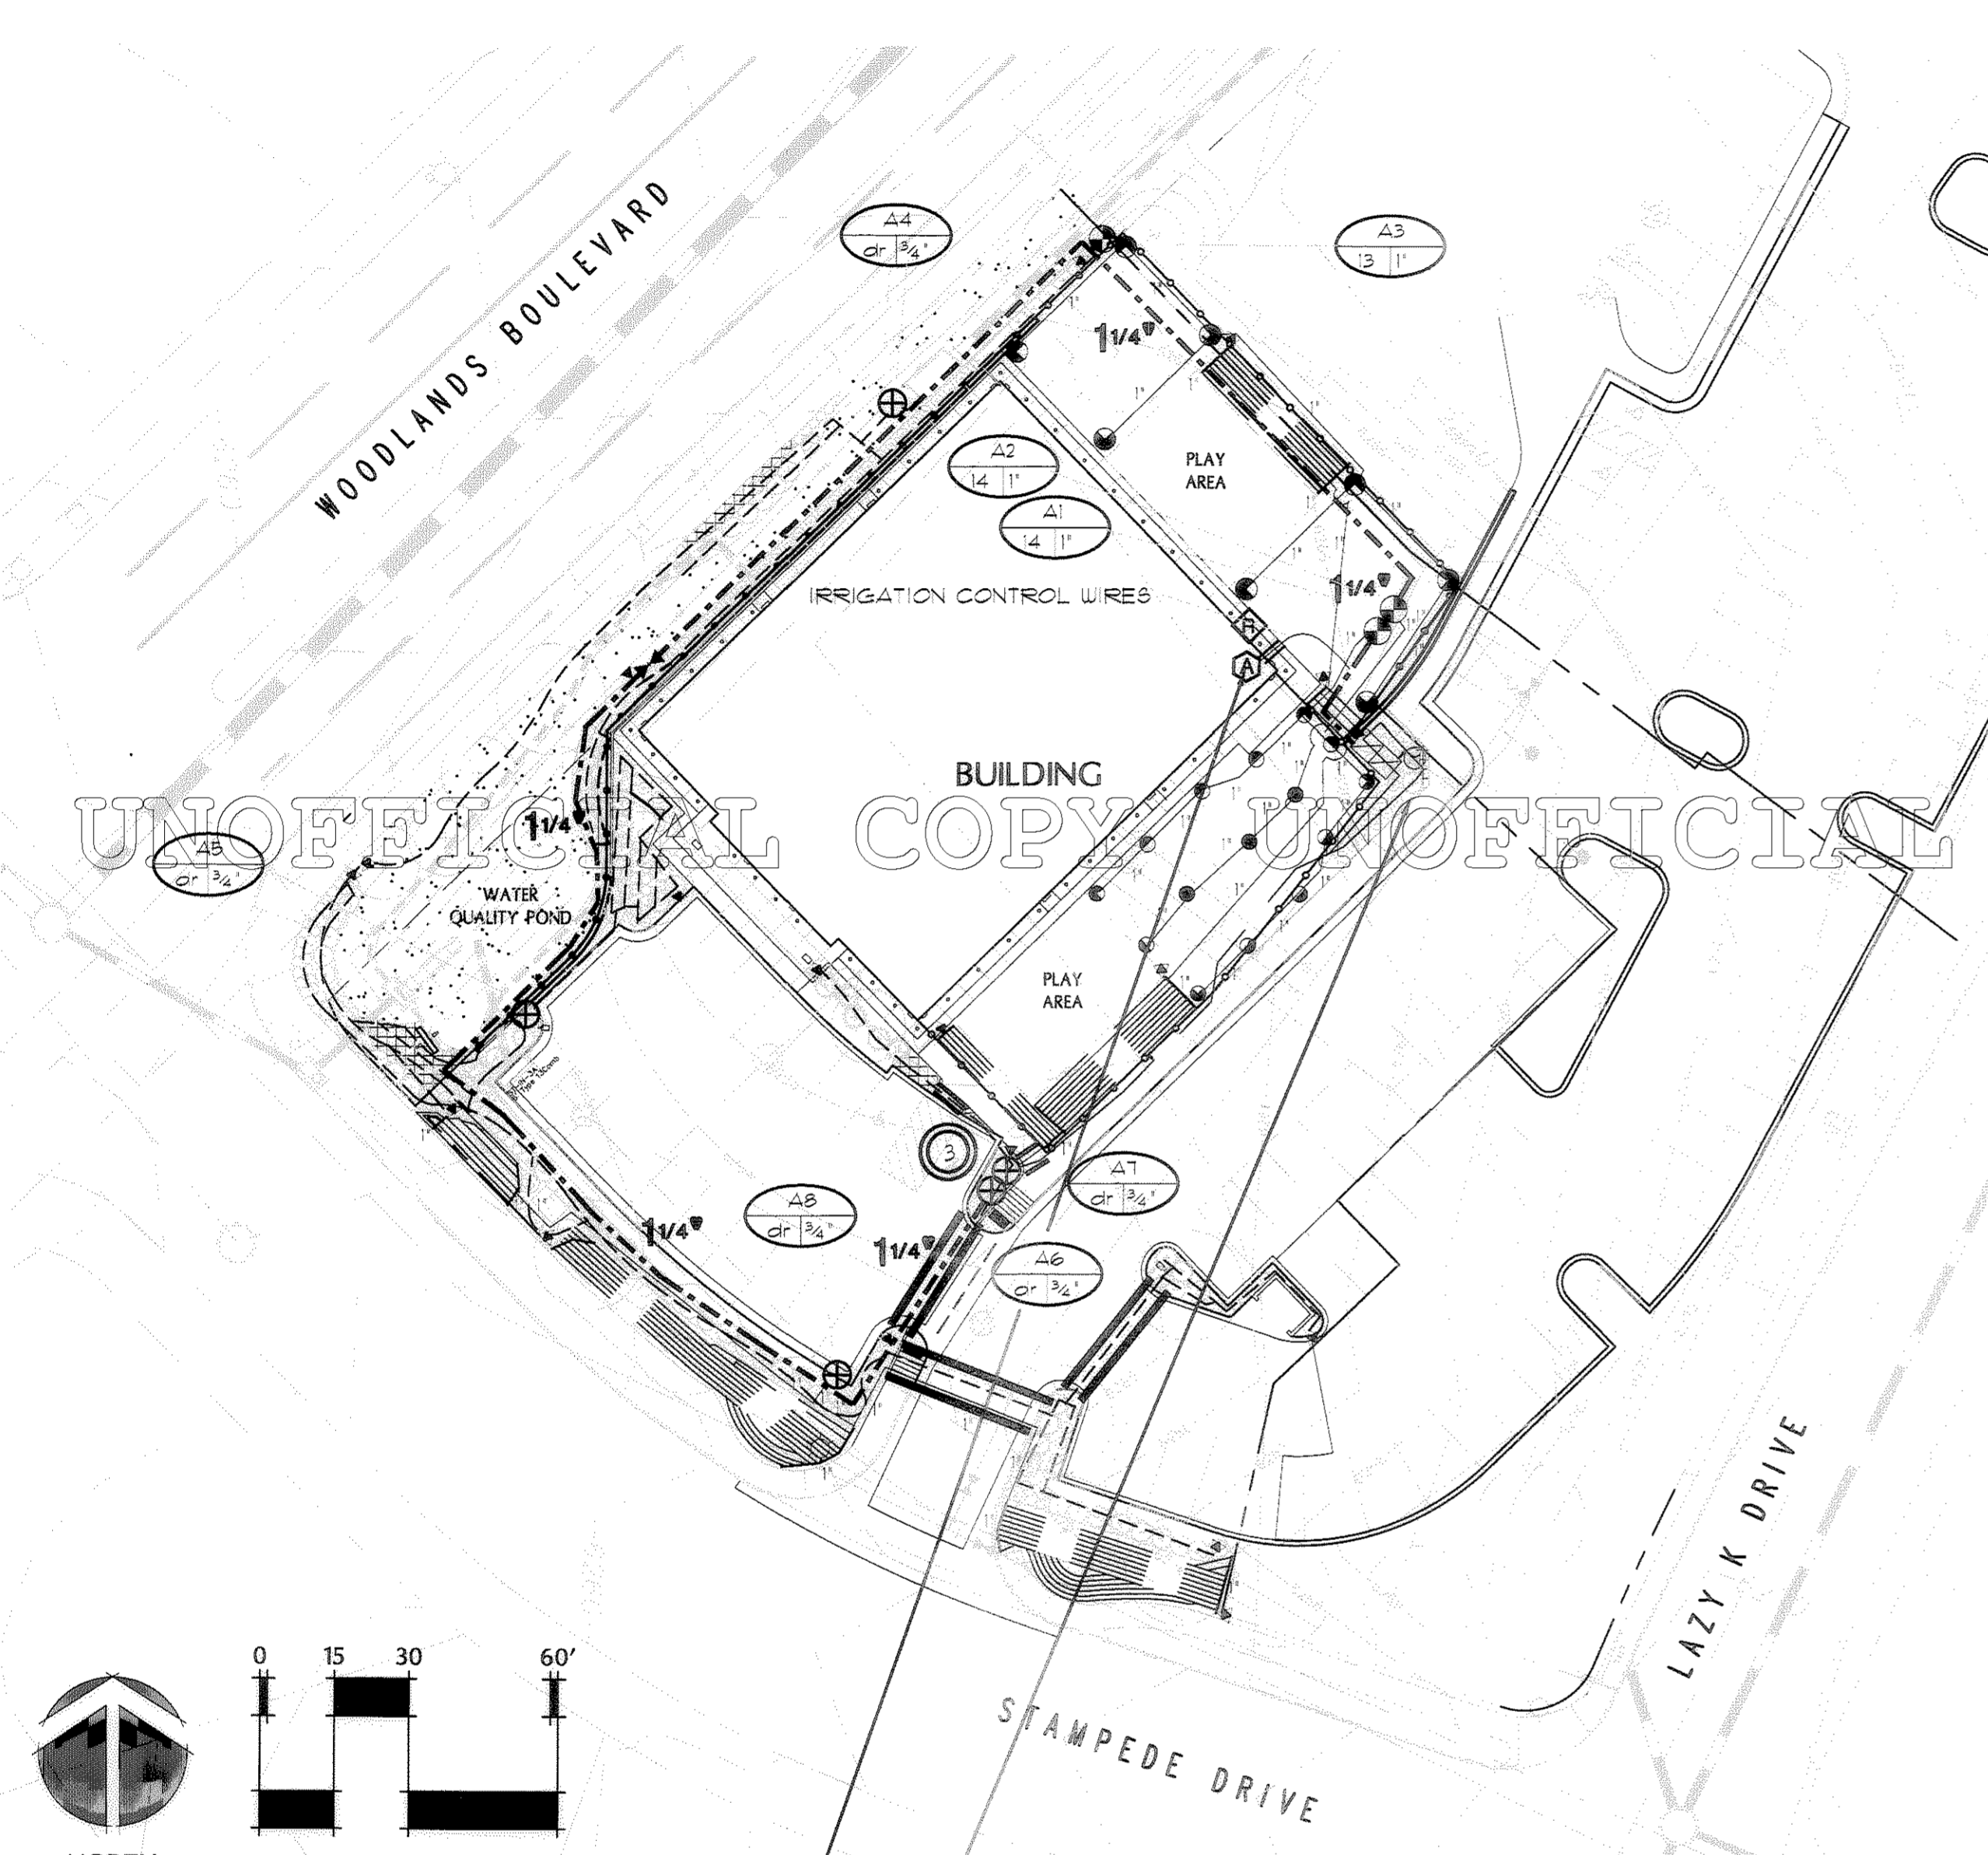 WOODLANDS BOULEVARD
A4
dr 3/4"
A3
13 1"
1"
1 1/4"
1"
1"
A2
14 1"
PLAY
AREA
A1
14 1"
IRRIGATION CONTROL WIRES
1 1/4"
R
A
BUILDING
UNOFFICIAL COPY UNOFFICIAL
1 1/4
A5
dr 3/4"
WATER
QUALITY POND
PLAY
AREA
3
A7
dr 3/4"
A8
dr 3/4"
1 1/4"
1 1/4"
A6
dr 3/4"
LAZY K DRIVE
0 15 30 60'
STAMPEDE DRIVE